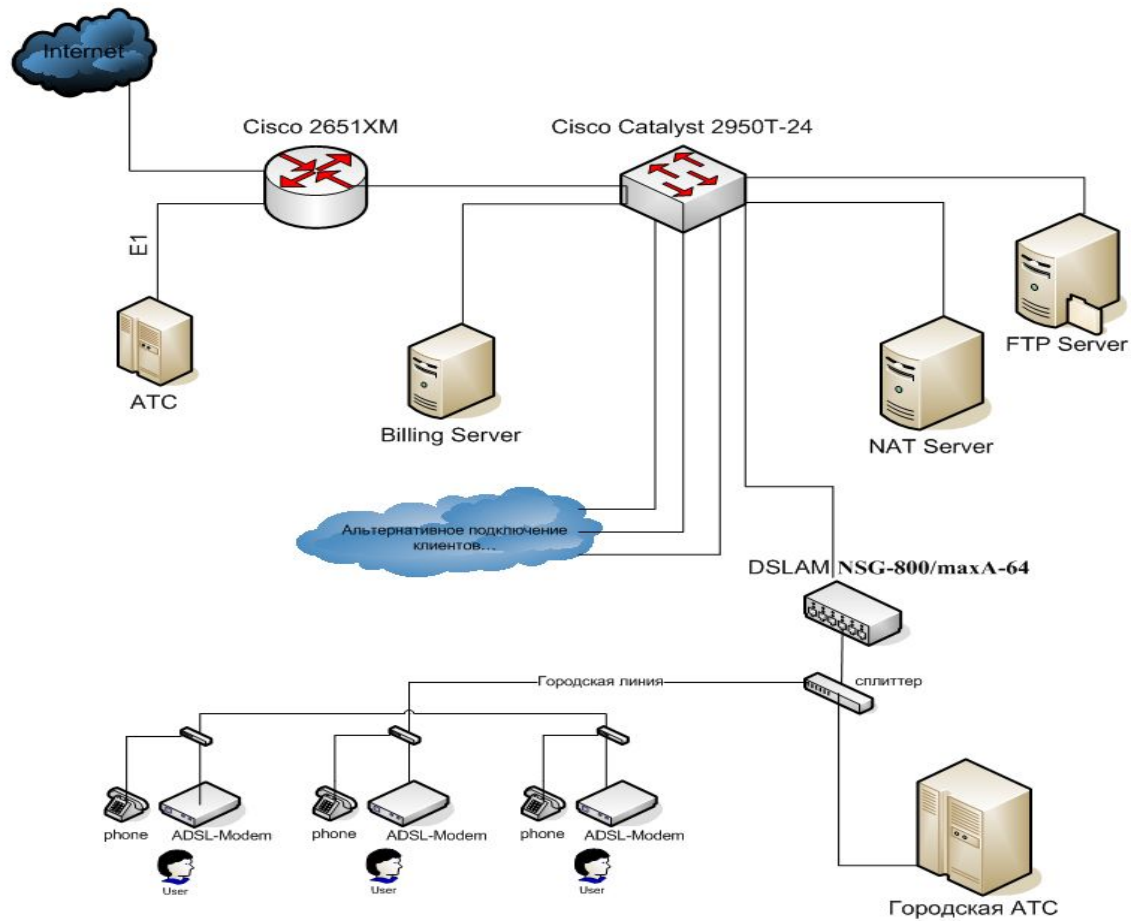 Internet
Cisco 2651XM
Cisco Catalyst 2950T-24
E1
АТС
Billing Server
FTP Server
NAT Server
Альтернативное подключение
клиентов...
DSLAM NSG-800/maxA-64
Городская линия
сплиттер
phone
ADSL-Modem
phone
ADSL-Modem
phone
ADSL-Modem
User
User
User
Городская АТС